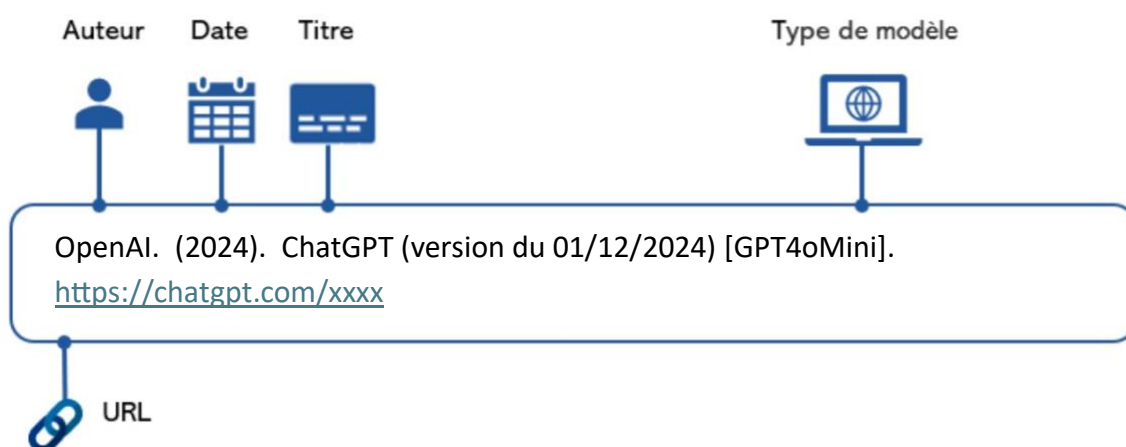 Auteur Date Titre Type de modèle
OpenAI. (2024). ChatGPT (version du 01/12/2024) [GPT4oMini].
https://chatgpt.com/xxxx
URL